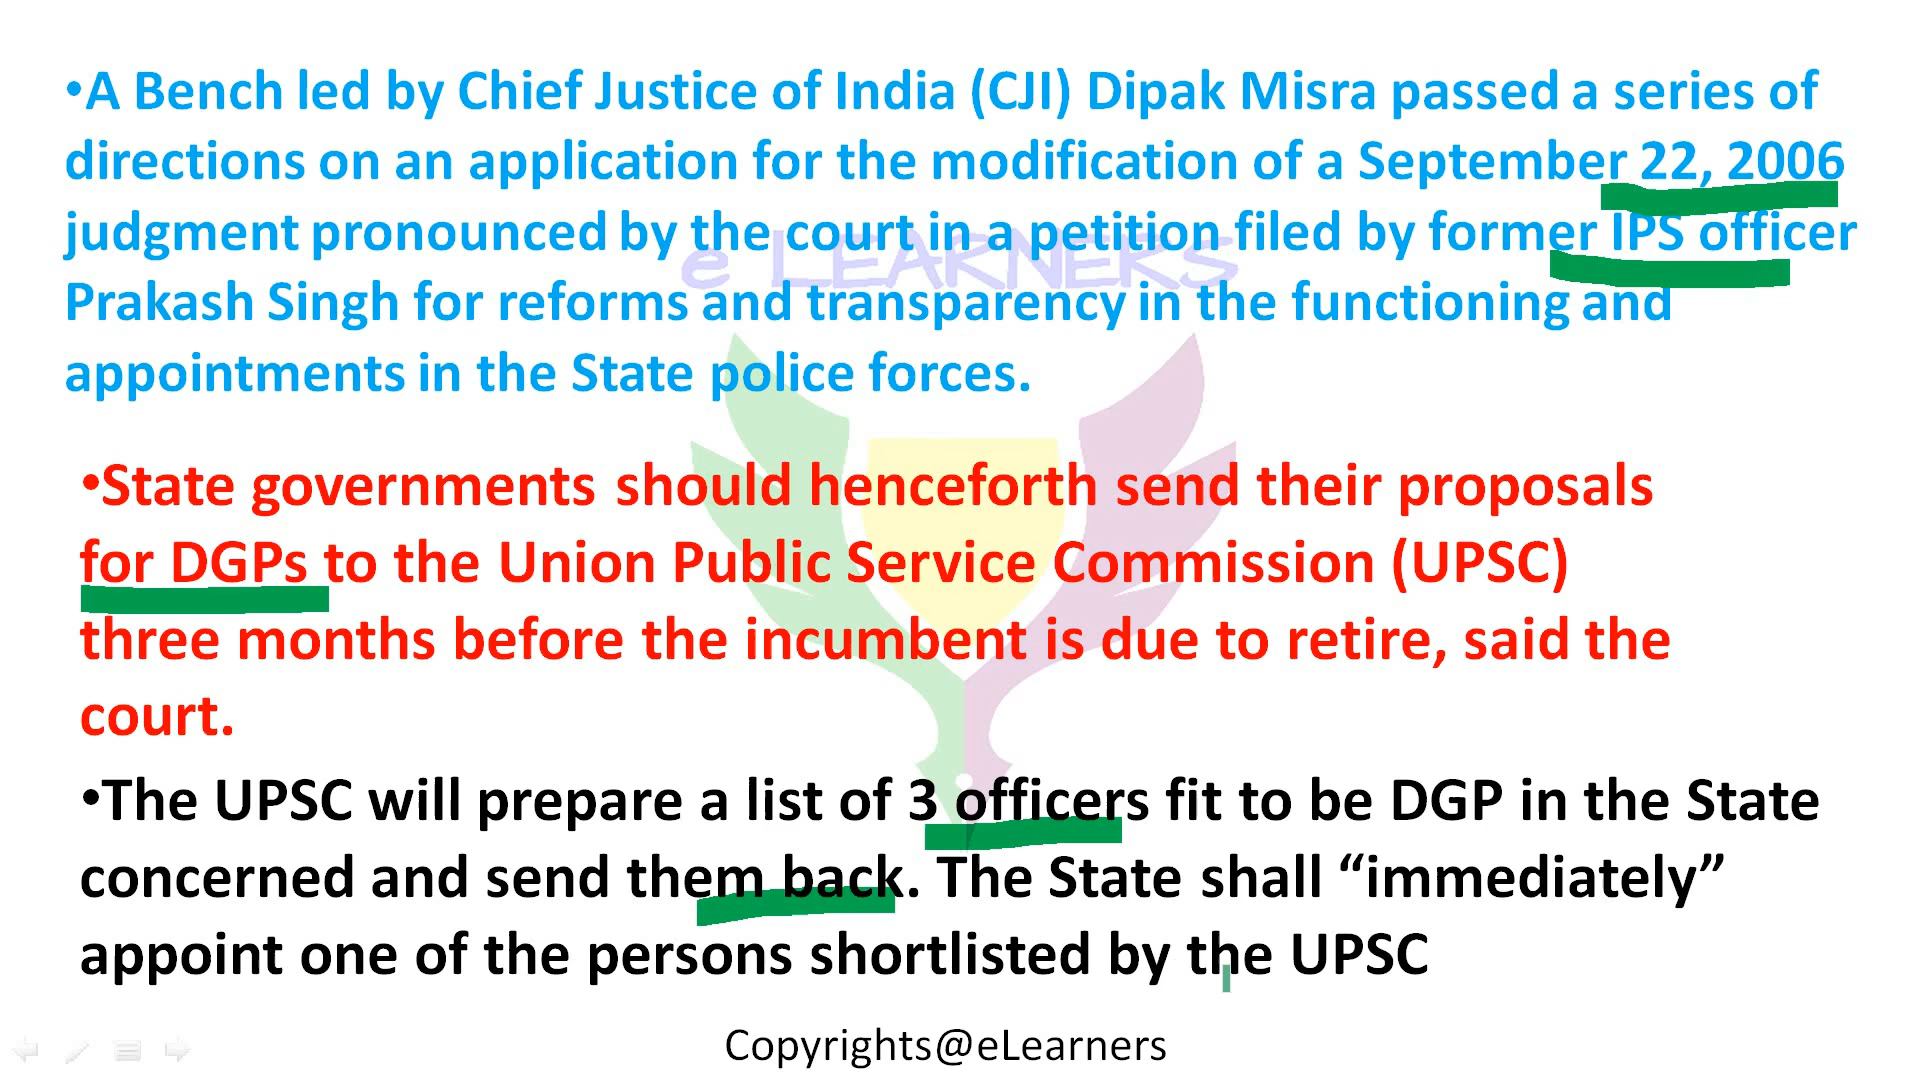 •A Bench led by Chief Justice of India (CJI) Dipak Misra passed a series of
directions on an application for the modification of a September 22, 2006
judgment pronounced by the court in a petition filed by former IPS officer
e LEARNERS
Prakash Singh for reforms and transparency in the functioning and
appointments in the State police forces.
•State governments should henceforth send their proposals
for DGPs to the Union Public Service Commission (UPSC)
three months before the incumbent is due to retire, said the
court.
•The UPSC will prepare a list of 3 officers fit to be DGP in the State
concerned and send them back. The State shall “immediately”
appoint one of the persons shortlisted by the UPSC
Copyrights@eLearners